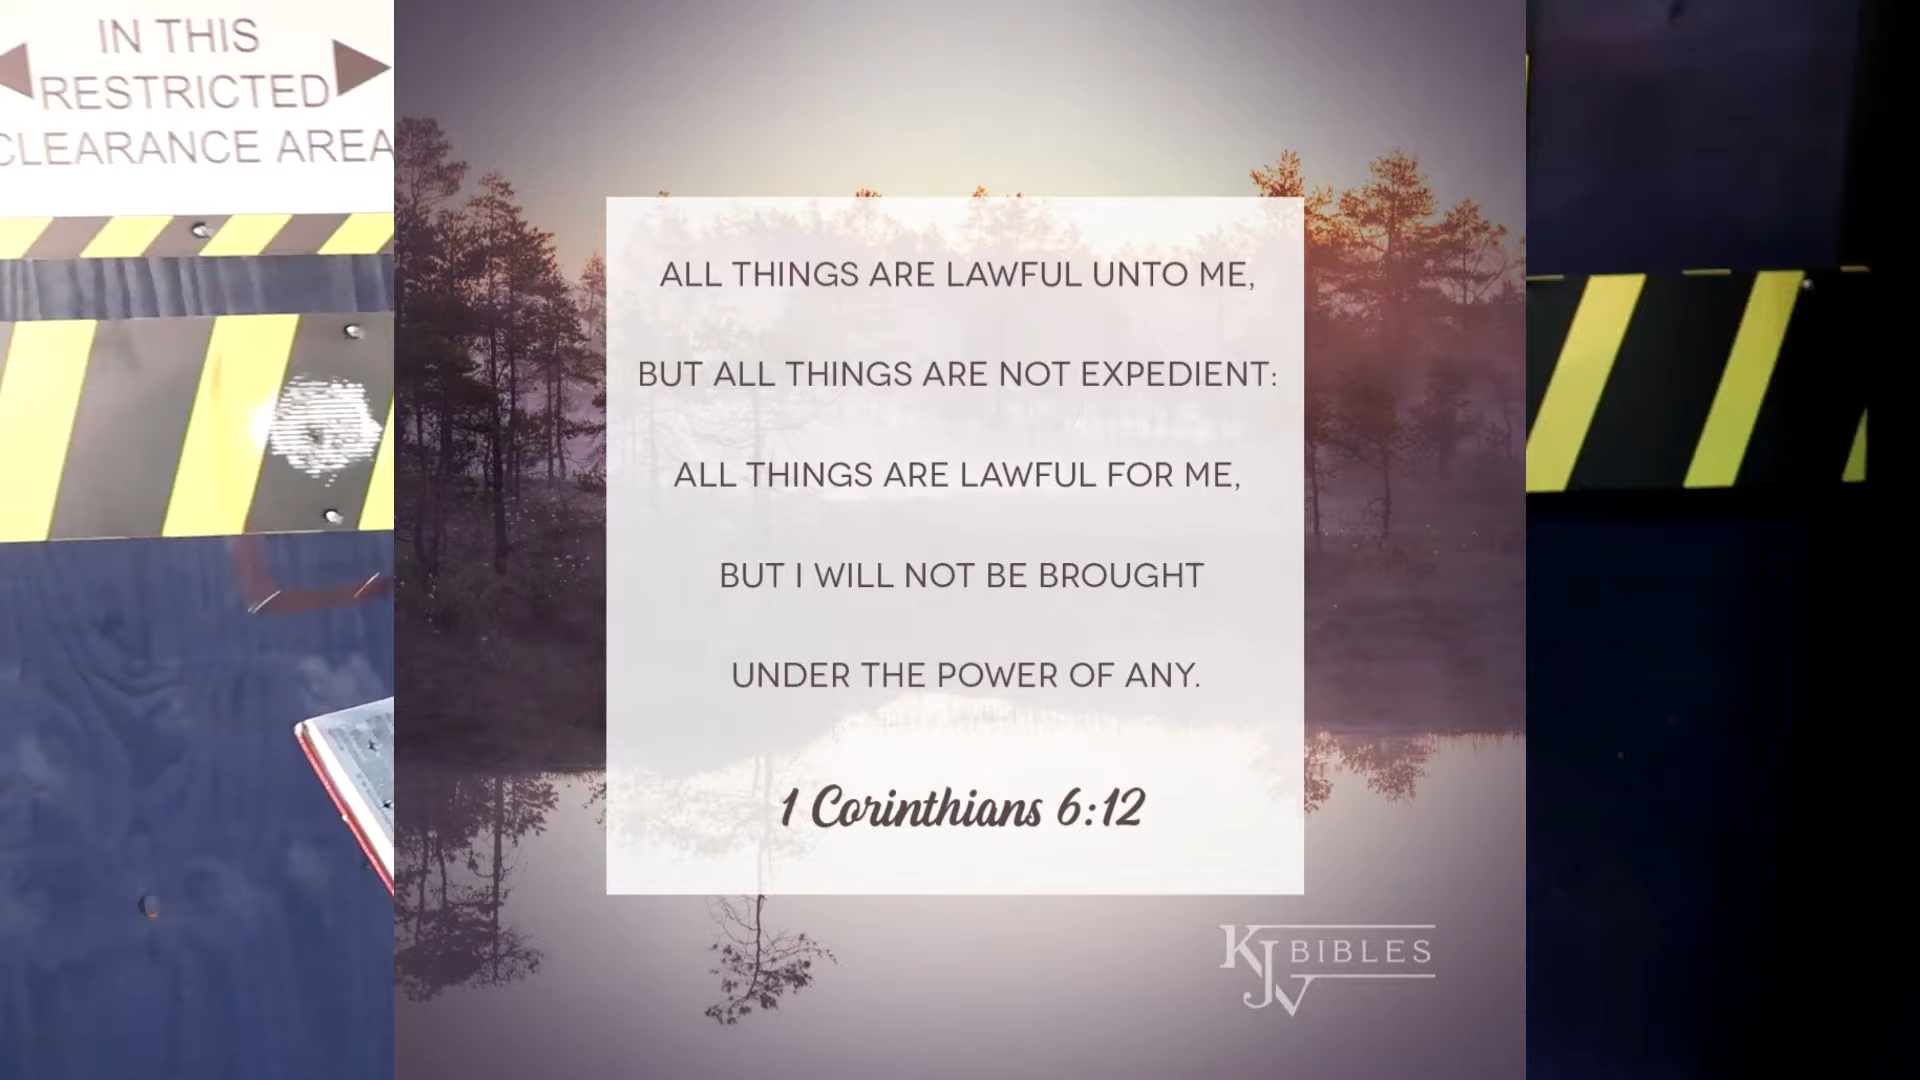 IN THIS
RESTRICTED
CLEARANCE AREA
ALL THINGS ARE LAWFUL UNTO ME,
BUT ALL THINGS ARE NOT EXPEDIENT:
ALL THINGS ARE LAWFUL FOR ME,
BUT I WILL NOT BE BROUGHT
UNDER THE POWER OF ANY.
1 Corinthians 6:12
KJV BIBLES